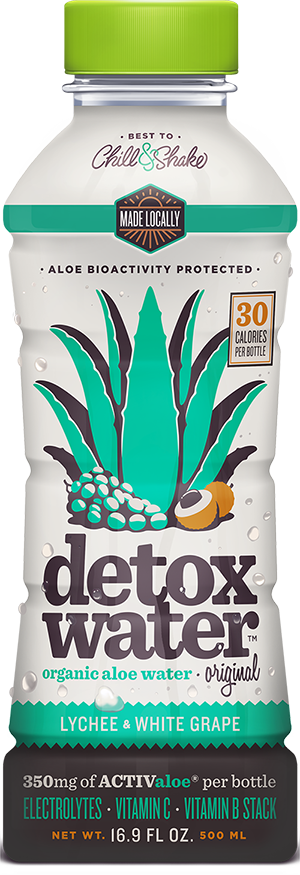 · BEST TO ·
Chill & Shake
MADE LOCALLY
· ALOE BIOACTIVITY PROTECTED ·
30
CALORIES
PER BOTTLE
detox
water™
organic aloe water · original
LYCHEE & WHITE GRAPE
350mg of ACTIValoe® per bottle
ELECTROLYTES · VITAMIN C · VITAMIN B STACK
NET WT. 16.9 FL OZ. 500 ML